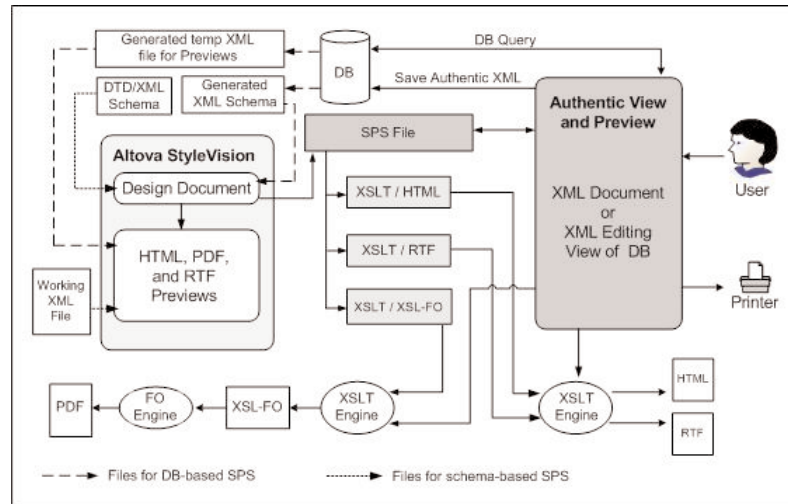 Generated temp XML
file for Previews
DB
DB Query
Save Authentic XML
DTD/XML
Schema
Generated
XML Schema
Authentic View
and Preview
XML Document
or
XML Editing
View of DB
User
Printer
SPS File
Altova StyleVision
Design Document
HTML, PDF,
and RTF
Previews
Working
XML
File
XSLT / HTML
XSLT / RTF
XSLT / XSL-FO
PDF
FO
Engine
XSL-FO
XSLT
Engine
XSLT
Engine
HTML
RTF
Files for DB-based SPS
Files for schema-based SPS